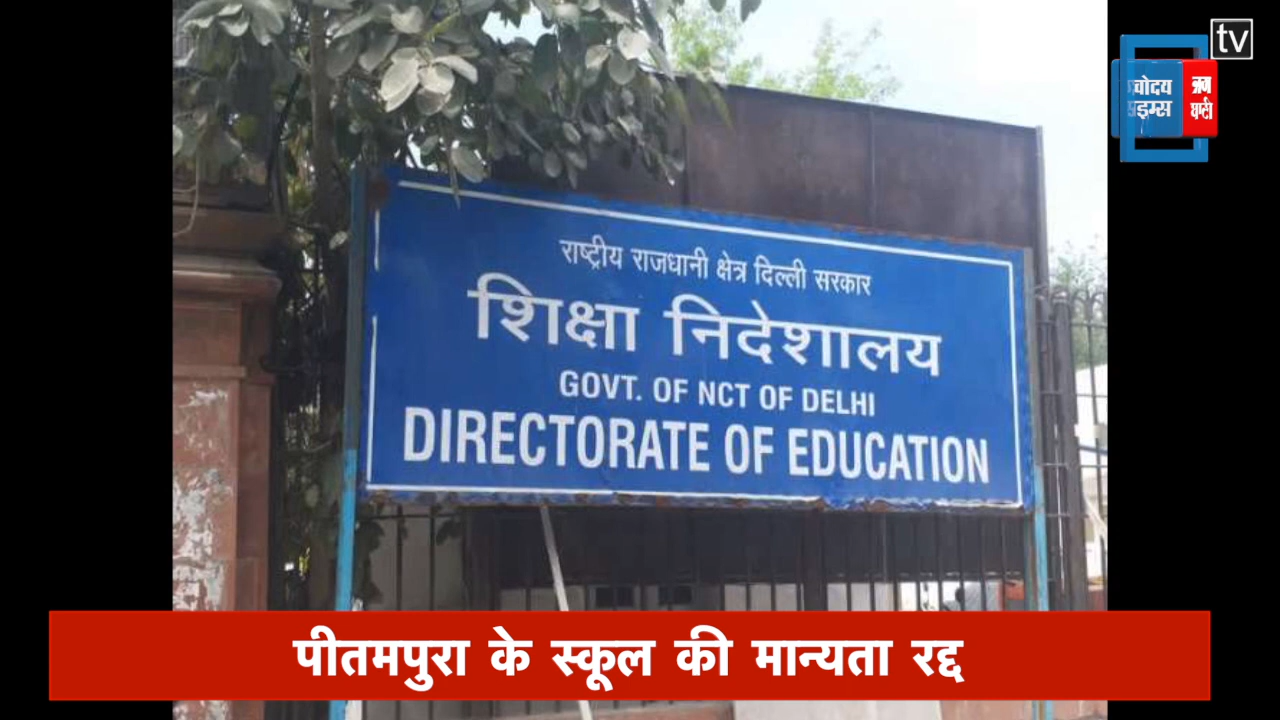 tv
राष्ट्रीय राजधानी क्षेत्र दिल्ली सरकार
शिक्षा निदेशालय
GOVT. OF NCT OF DELHI
DIRECTORATE OF EDUCATION
पीतमपुरा के स्कूल की मान्यता रद्द